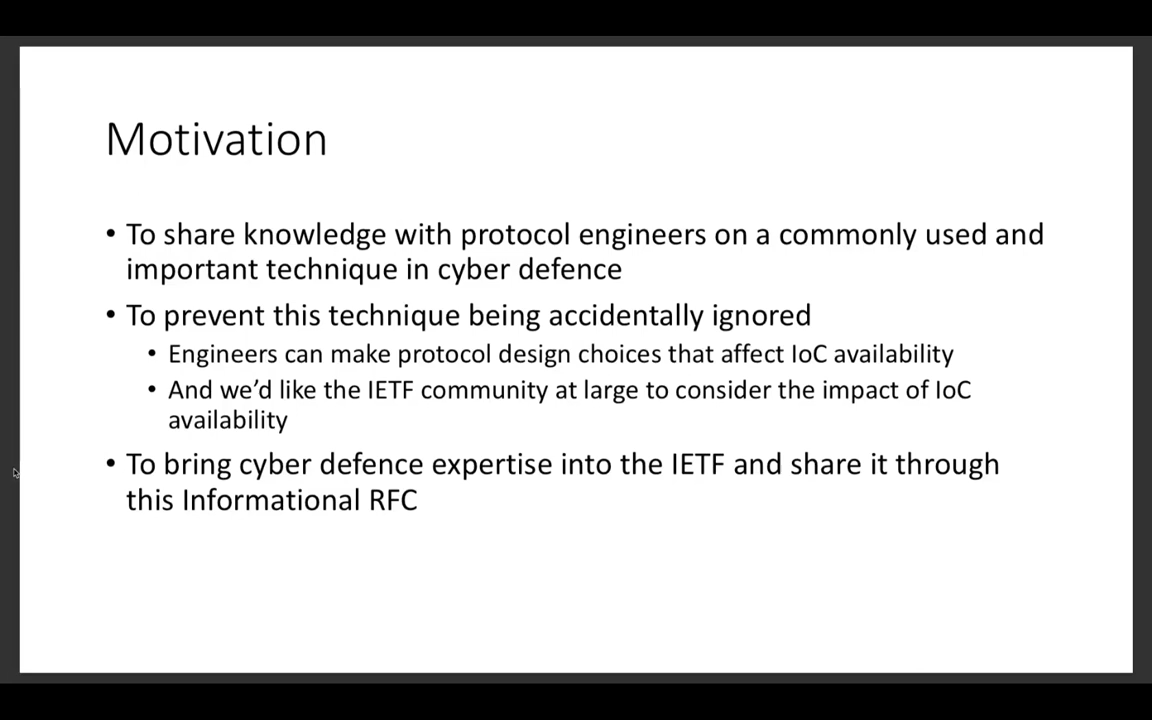 Motivation
• To share knowledge with protocol engineers on a commonly used and
important technique in cyber defence
• To prevent this technique being accidentally ignored
• Engineers can make protocol design choices that affect IoC availability
• And we’d like the IETF community at large to consider the impact of IoC
availability
• To bring cyber defence expertise into the IETF and share it through
this Informational RFC